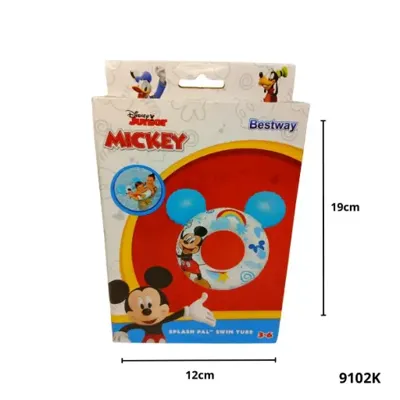 Disney
Junior
MICKEY
Bestway
19cm
SPLASH PAL™ SWIM TUBE
3-6
12cm
9102K